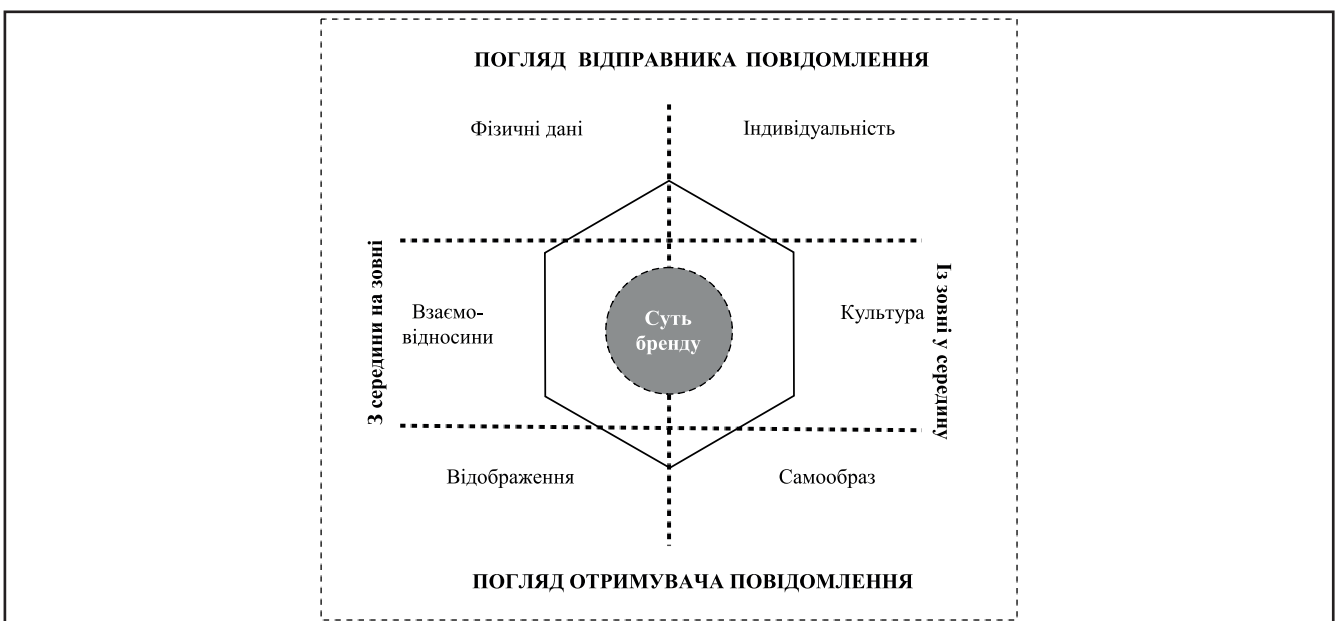 ПОГЛЯД ВІДПРАВНИКА ПОВІДОМЛЕННЯ
Фізичні дані
Індивідуальність
З середини на зовні
Взаємо-
відносини
Суть
бренду
Культура
Із зовні у середину
Відображення
Самообраз
ПОГЛЯД ОТРИМУВАЧА ПОВІДОМЛЕННЯ